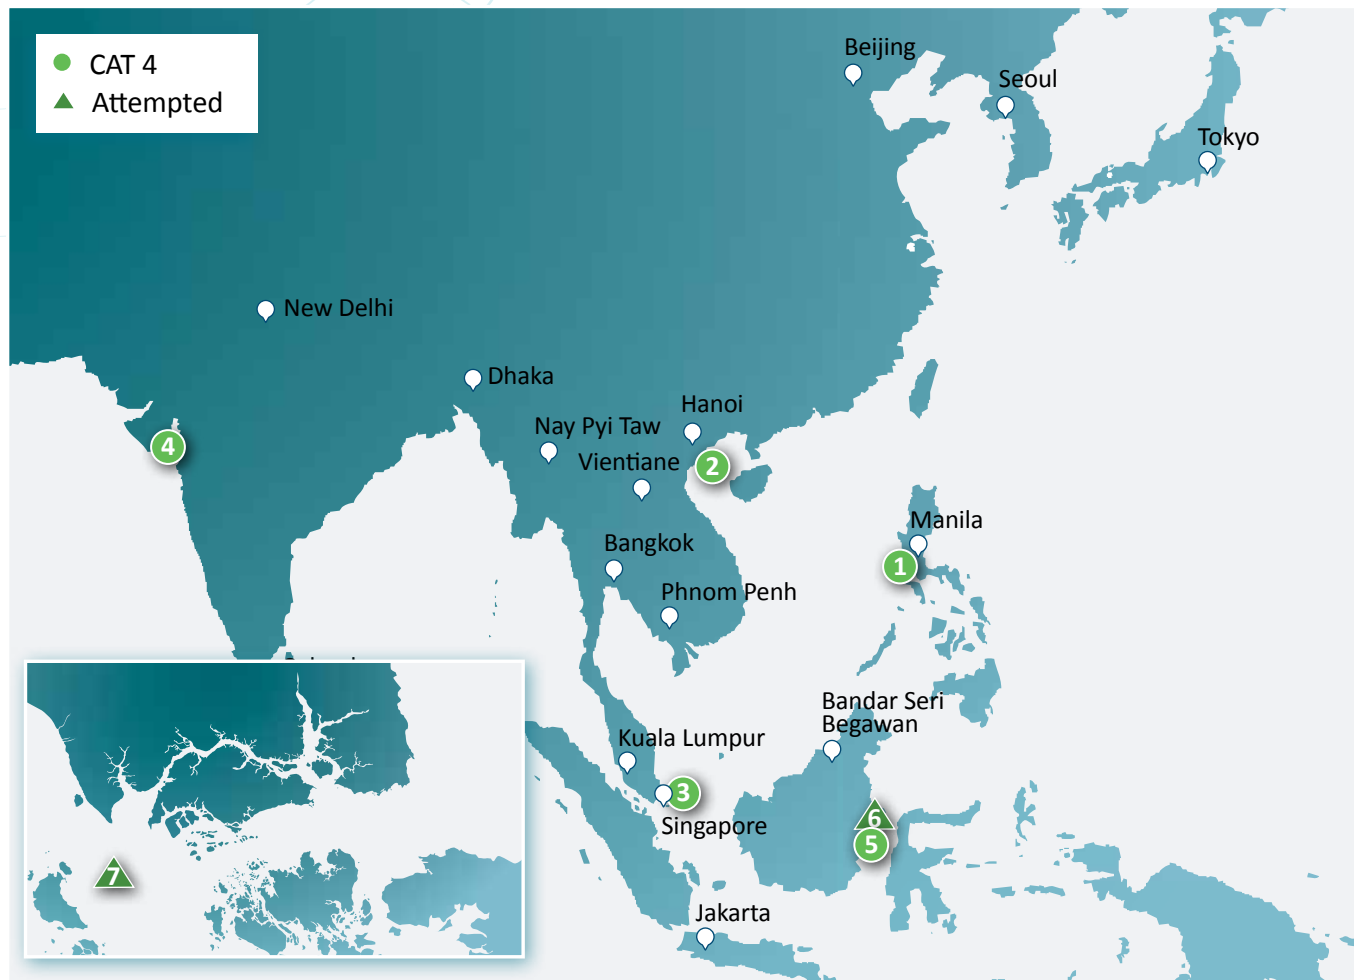 CAT 4
Attempted
Beijing
Seoul
Tokyo
New Delhi
Dhaka
Hanoi
Nay Pyi Taw
4
Vientiane
2
Manila
Bangkok
1
Phnom Penh
Bandar Seri
Begawan
Kuala Lumpur
3
Singapore
6
5
7
Jakarta